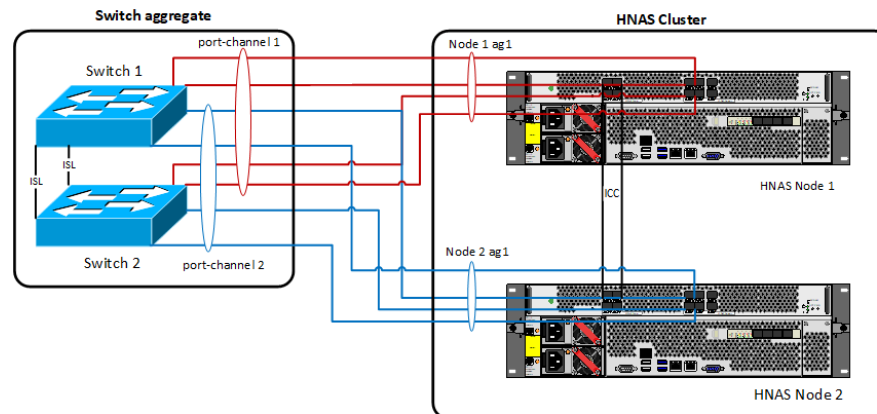 Switch aggregate
HNAS Cluster
port-channel 1
Node 1 ag1
Switch 1
ISL
ISL
ICC
HNAS Node 1
Switch 2
port-channel 2
Node 2 ag1
HNAS Node 2